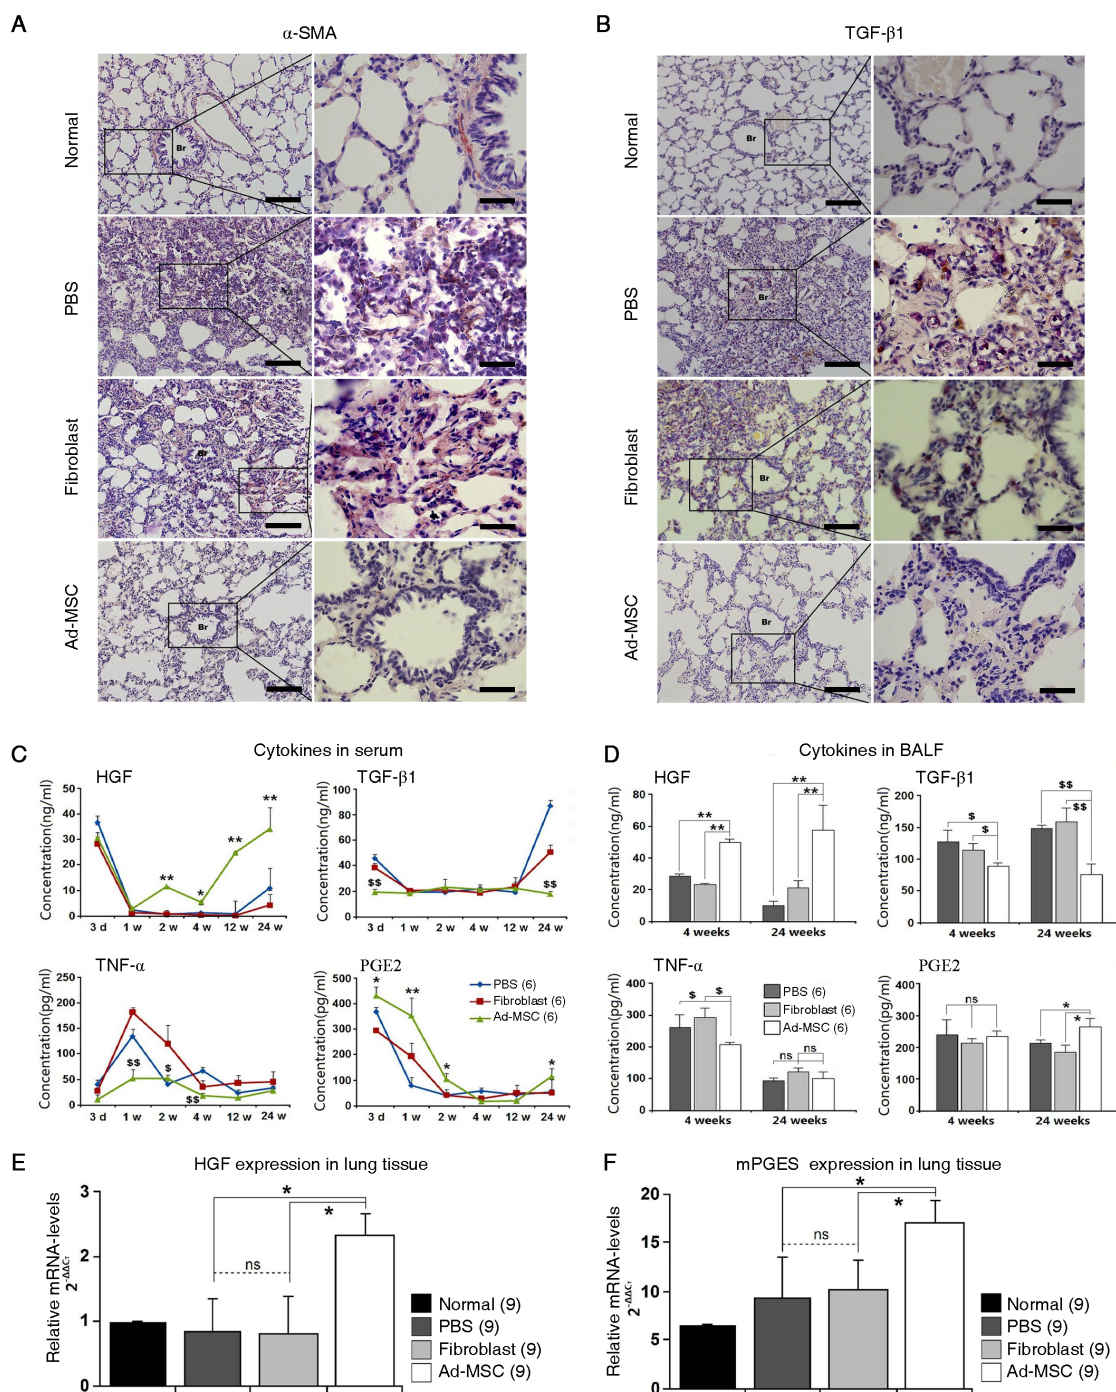 A
α-SMA
B
TGF-β1
Normal
Br
Normal
Br
PBS
PBS
Br
Fibroblast
Br
Fibroblast
Br
Ad-MSC
Br
Ad-MSC
Br
C
Cytokines in serum
HGF
Concentration(ng/ml)
50
40
30
20
10
0
**
*
**
**
3 d 1 w 2 w 4 w 12 w 24 w
TGF-β1
Concentration(ng/ml)
100
80
60
40
20
0
$$
$$
3 d 1 w 2 w 4 w 12 w 24 w
TNF-α
Concentration(pg/ml)
250
200
150
100
50
0
$$
$
$$
3 d 1 w 2 w 4 w 12 w 24 w
PGE2
Concentration(pg/ml)
500
400
300
200
100
0
*
**
*
*
PBS (6)
Fibroblast (6)
Ad-MSC (6)
3 d 1 w 2 w 4 w 12 w 24 w
D
Cytokines in BALF
HGF
Concentration(ng/ml)
80
60
40
20
0
**
**
**
**
4 weeks 24 weeks
TGF-β1
Concentration(ng/ml)
200
150
100
50
0
$
$
$$
$$
4 weeks 24 weeks
TNF-α
Concentration(pg/ml)
400
300
200
100
0
$ $
PBS (6)
Fibroblast (6)
Ad-MSC (6)
ns ns
4 weeks 24 weeks
PGE2
Concentration(pg/ml)
400
300
200
100
0
ns
*
*
4 weeks 24 weeks
E
HGF expression in lung tissue
Relative mRNA-levels
2-ΔΔCT
3
2
1
0
*
*
ns
Normal (9)
PBS (9)
Fibroblast (9)
Ad-MSC (9)
F
mPGES expression in lung tissue
Relative mRNA-levels
2-ΔΔCT
20
15
10
5
0
*
*
ns
Normal (9)
PBS (9)
Fibroblast (9)
Ad-MSC (9)